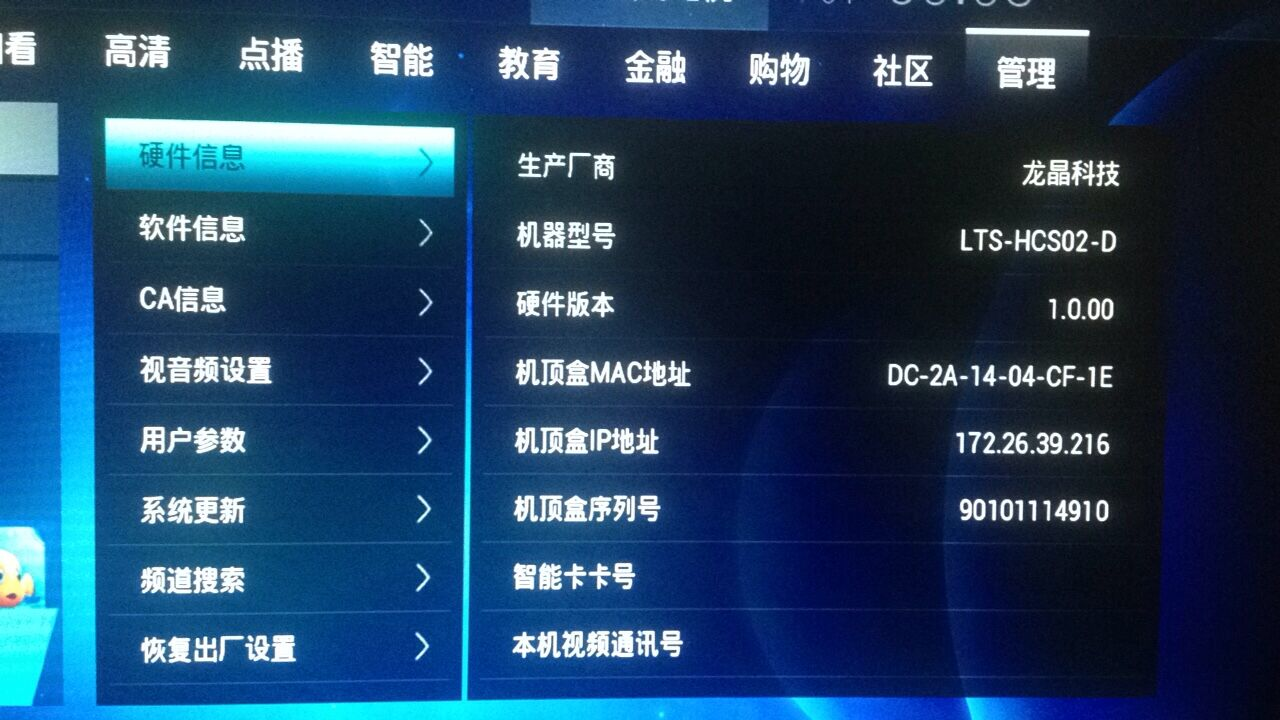 看 高清 点播 智能 教育 金融 购物 社区 管理
硬件信息
软件信息
CA信息
视音频设置
用户参数
系统更新
频道搜索
恢复出厂设置
生产厂商 龙晶科技
机器型号 LTS-HCS02-D
硬件版本 1.0.00
机顶盒MAC地址 DC-2A-14-04-CF-1E
机顶盒IP地址 172.26.39.216
机顶盒序列号 90101114910
智能卡卡号
本机视频通讯号